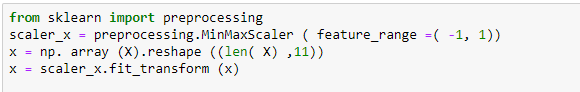 from sklearn import preprocessing
scaler_x = preprocessing.MinMaxScaler ( feature_range =( -1, 1))
x = np. array (X).reshape ((len( X) ,11))
x = scaler_x.fit_transform (x)